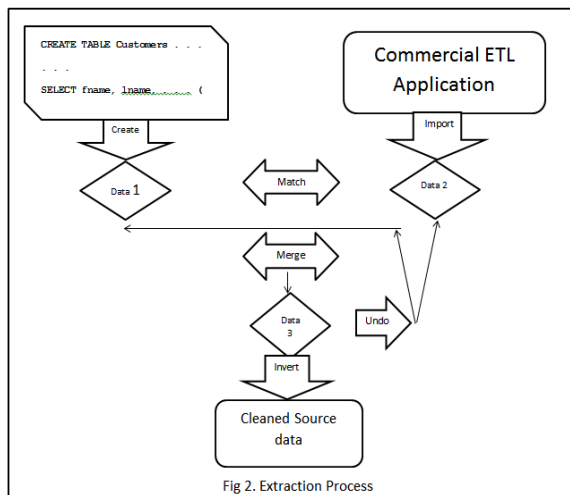 CREATE TABLE Customers . . .
. . .
SELECT fname, lname, . . . . (
Commercial ETL
Application
Create
Import
Data 1
Match
Data 2
Merge
Data
3
Undo
Invert
Cleaned Source
data
Fig 2. Extraction Process